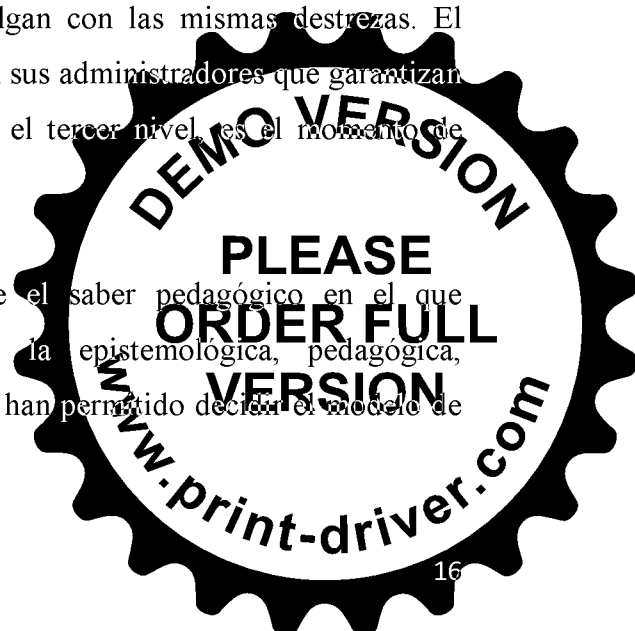 lgan con las mismas destrezas. El
sus administradores que garantizan
el tercer nivel, es el momento de
DEMO VERSION
PLEASE
ORDER FULL
VERSION
www.print-driver.com
e el saber pedagógico en el que
la epistemológica, pedagógica,
han permitido decidir el modelo de
16